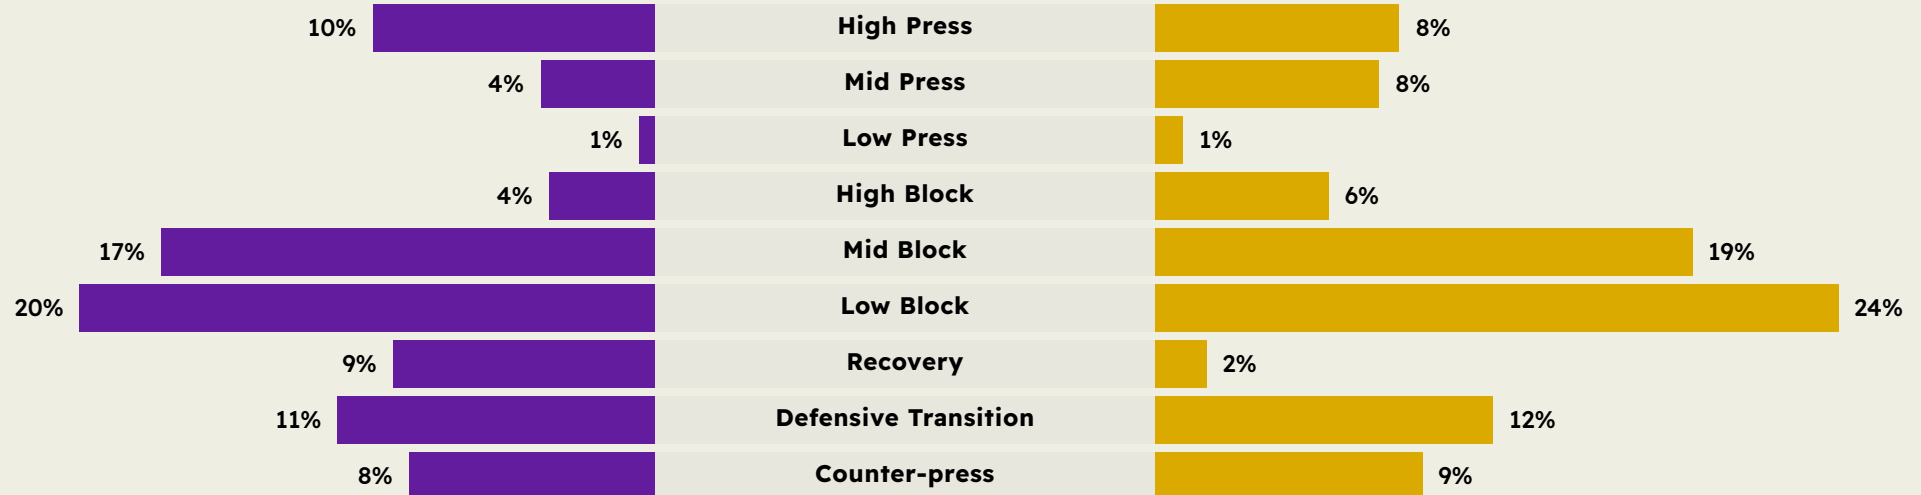 10% High Press 8%
4% Mid Press 8%
1% Low Press 1%
4% High Block 6%
17% Mid Block 19%
20% Low Block 24%
9% Recovery 2%
11% Defensive Transition 12%
8% Counter-press 9%